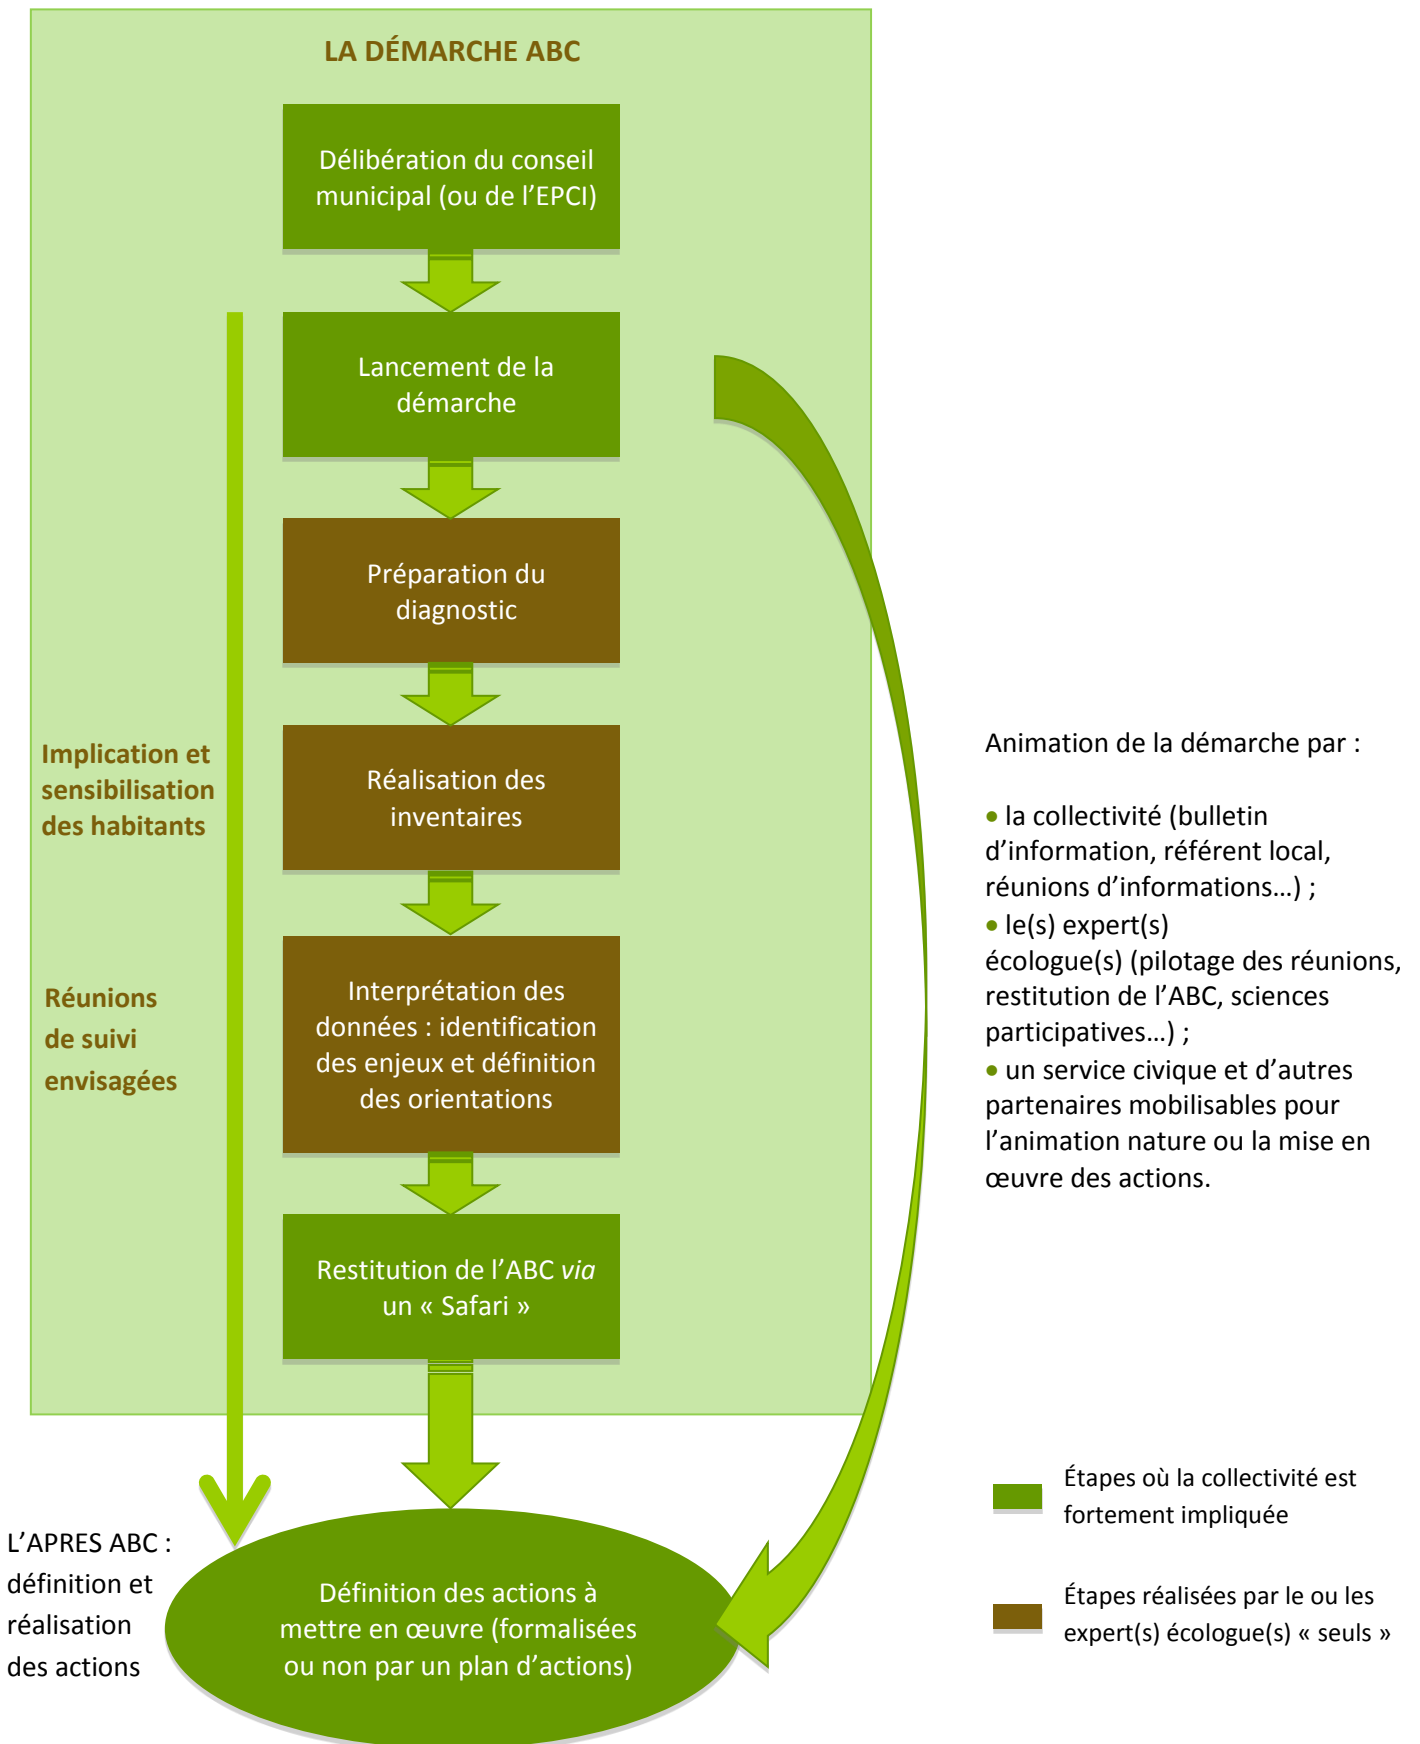 LA DÉMARCHE ABC
Délibération du conseil
municipal (ou de l’EPCI)
Lancement de la
démarche
Préparation du
diagnostic
Réalisation des
inventaires
Interprétation des
données : identification
des enjeux et définition
des orientations
Restitution de l’ABC via
un « Safari »
Définition des actions à
mettre en œuvre (formalisées
ou non par un plan d’actions)
Implication et
sensibilisation
des habitants
Réunions
de suivi
envisagées
L’APRES ABC :
définition et
réalisation
des actions
Animation de la démarche par :
• la collectivité (bulletin
d’information, référent local,
réunions d’informations…) ;
• le(s) expert(s)
écologue(s) (pilotage des réunions,
restitution de l’ABC, sciences
participatives…) ;
• un service civique et d’autres
partenaires mobilisables pour
l’animation nature ou la mise en
œuvre des actions.
Étapes où la collectivité est
fortement impliquée
Étapes réalisées par le ou les
expert(s) écologue(s) « seuls »